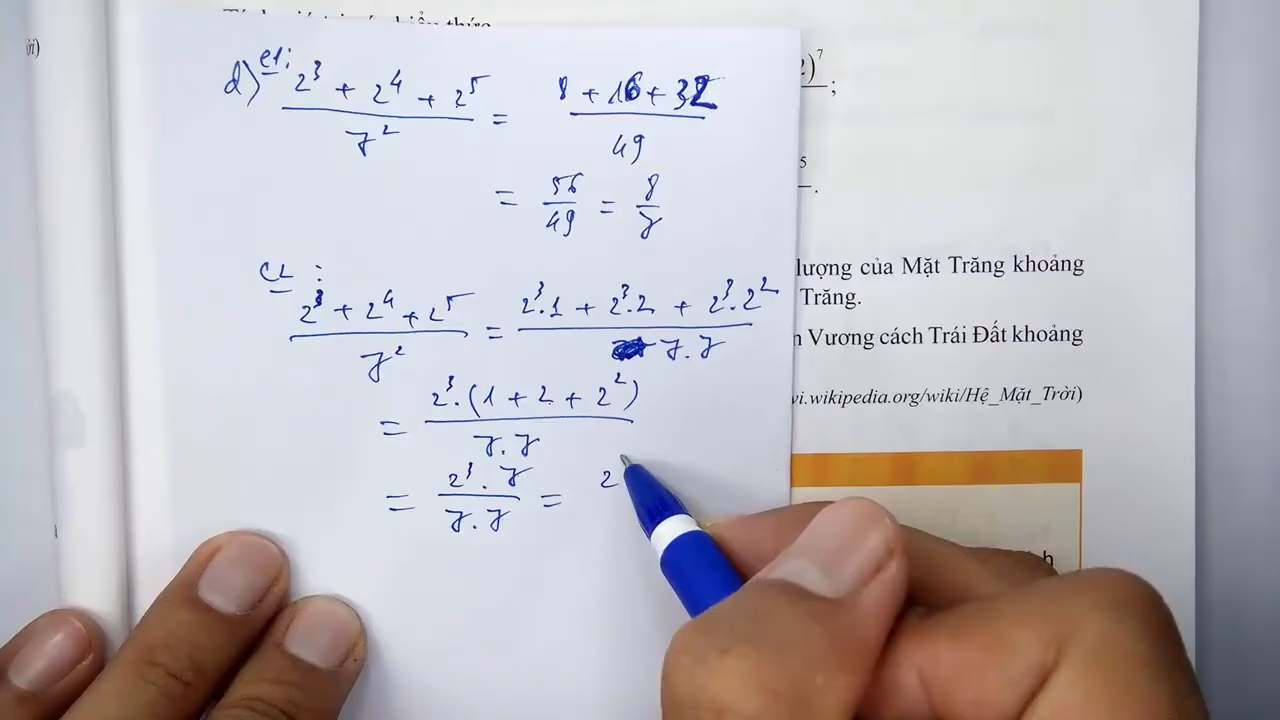 d) C1: (2³ + 2⁴ + 2⁵)/7² = (8 + 16 + 32)/49
= 56/49 = 8/7
C2 :
(2³ + 2⁴ + 2⁵)/7² = (2³.1 + 2³.2 + 2³.2²)/7.7
= 2³.(1 + 2 + 2²)/7.7
= 2³.7/7.7 = 2
2)⁷;
5.
lượng của Mặt Trăng khoảng
Trăng.
Vương cách Trái Đất khoảng
vi.wikipedia.org/wiki/Hệ_Mặt_Trời)